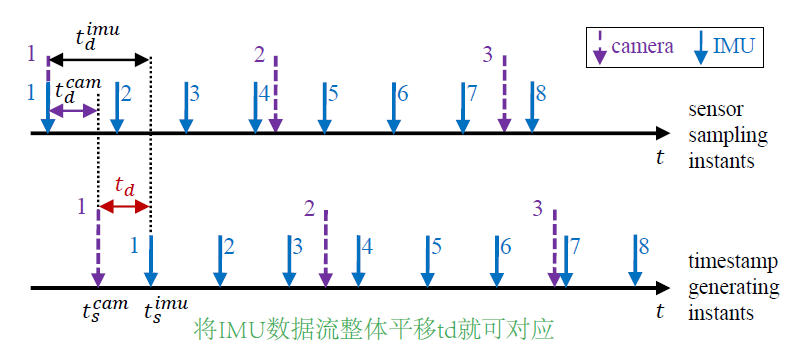 camera IMU
1 t_d^{imu} 2 3
1 t_d^{cam} 2 3 4 5 6 7 8
sensor
sampling
instants
t
t_d
1 2 3
1 2 3 4 5 6 7 8
timestamp
generating
instants
t
t_s^{cam} t_s^{imu}
将IMU数据流整体平移td就可对应